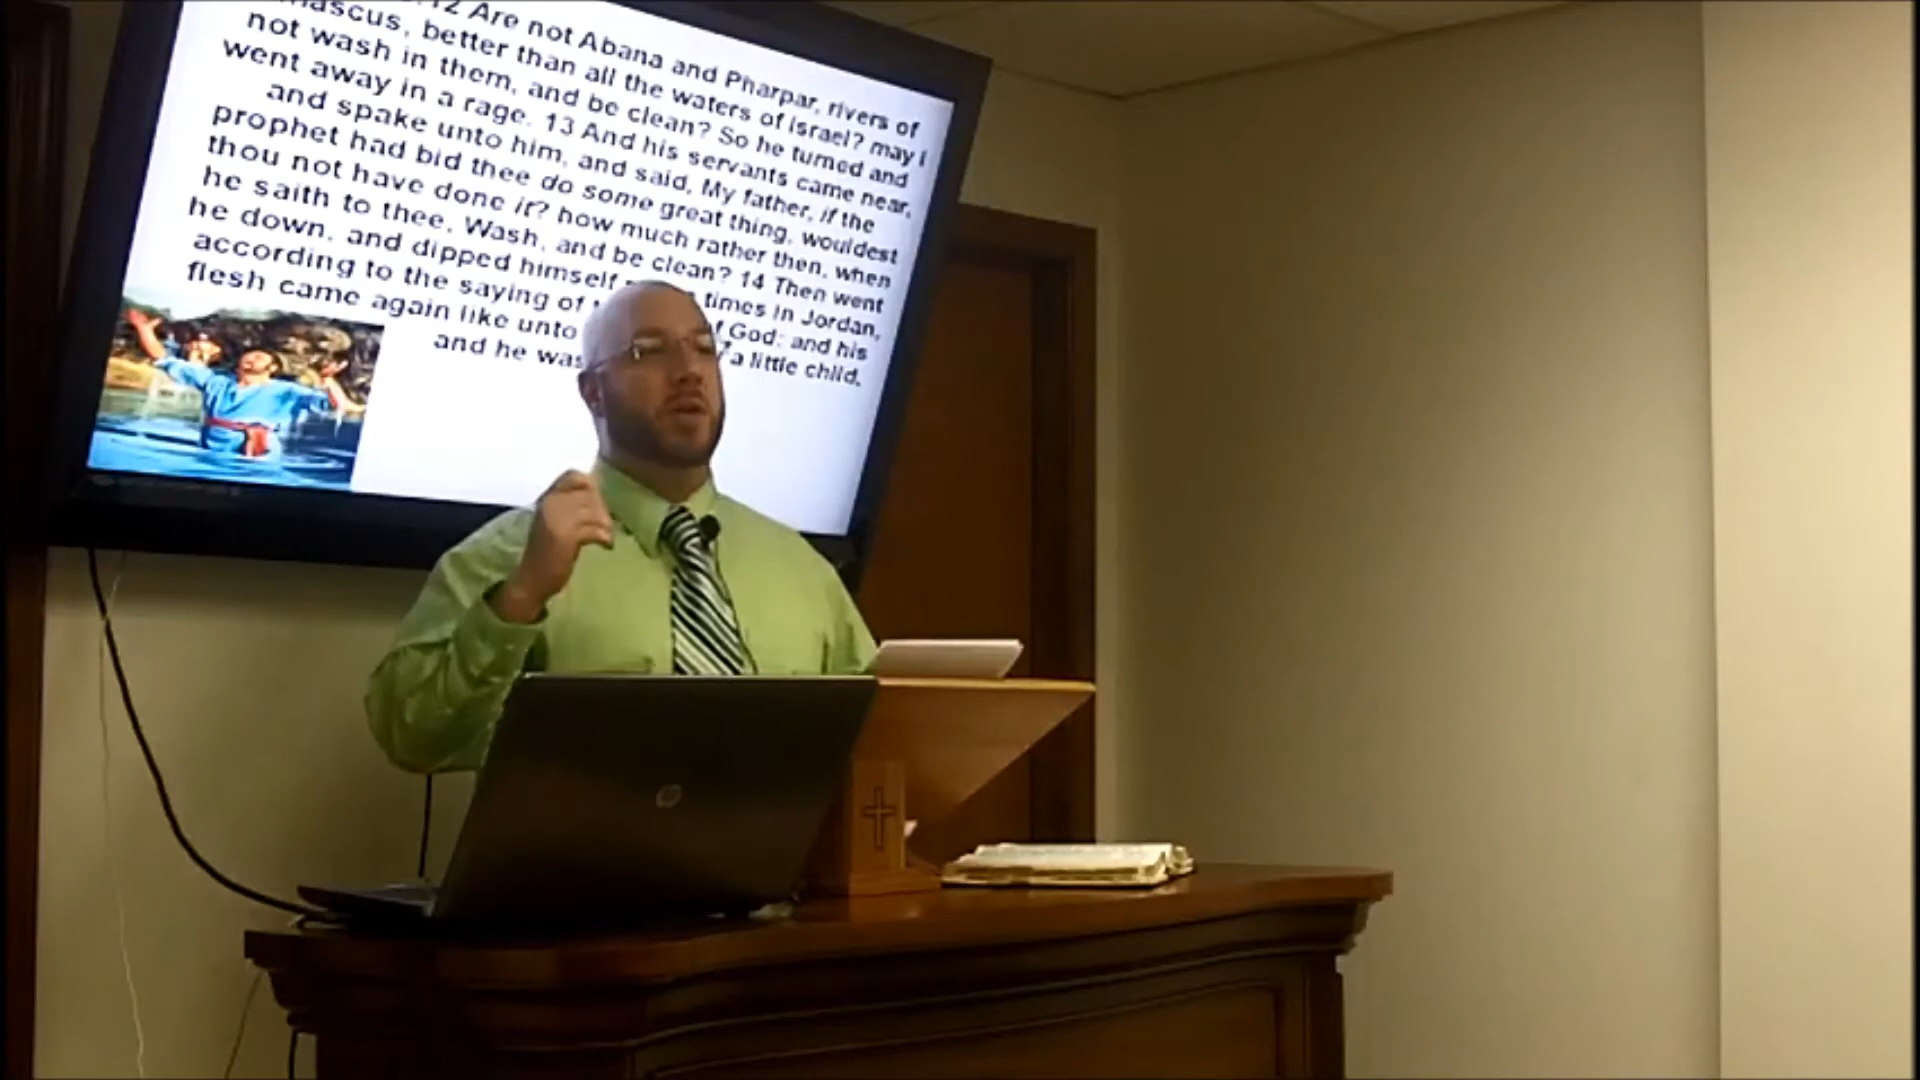 12 Are not Abana and Pharpar, rivers of
, better than all the waters of Israel? may I
not wash in them, and be clean? So he turned and
went away in a rage. 13 And his servants came near,
and spake unto him, and said, My father, if the
prophet had bid thee do some great thing, wouldest
thou not have done it? how much rather then, when
he saith to thee, Wash, and be clean? 14 Then went
he down, and dipped himself times in Jordan,
according to the saying of of God: and his
flesh came again like unto a little child,
and he was